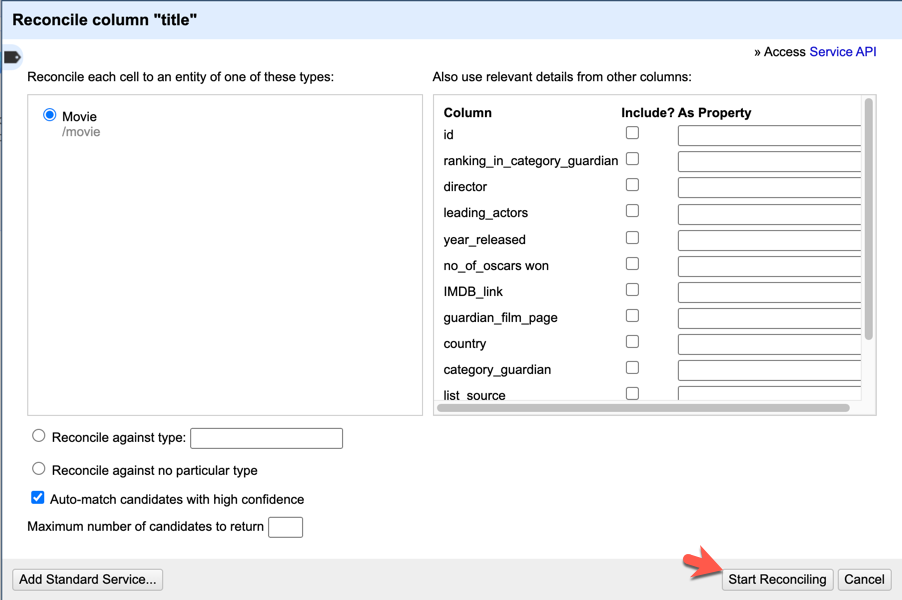 Reconcile column "title"
» Access Service API
Reconcile each cell to an entity of one of these types:
Movie
/movie
Also use relevant details from other columns:
Column Include? As Property
id
ranking_in_category_guardian
director
leading_actors
year_released
no_of_oscars won
IMDB_link
guardian_film_page
country
category_guardian
list_source
Reconcile against type:
Reconcile against no particular type
Auto-match candidates with high confidence
Maximum number of candidates to return
Add Standard Service... Start Reconciling Cancel